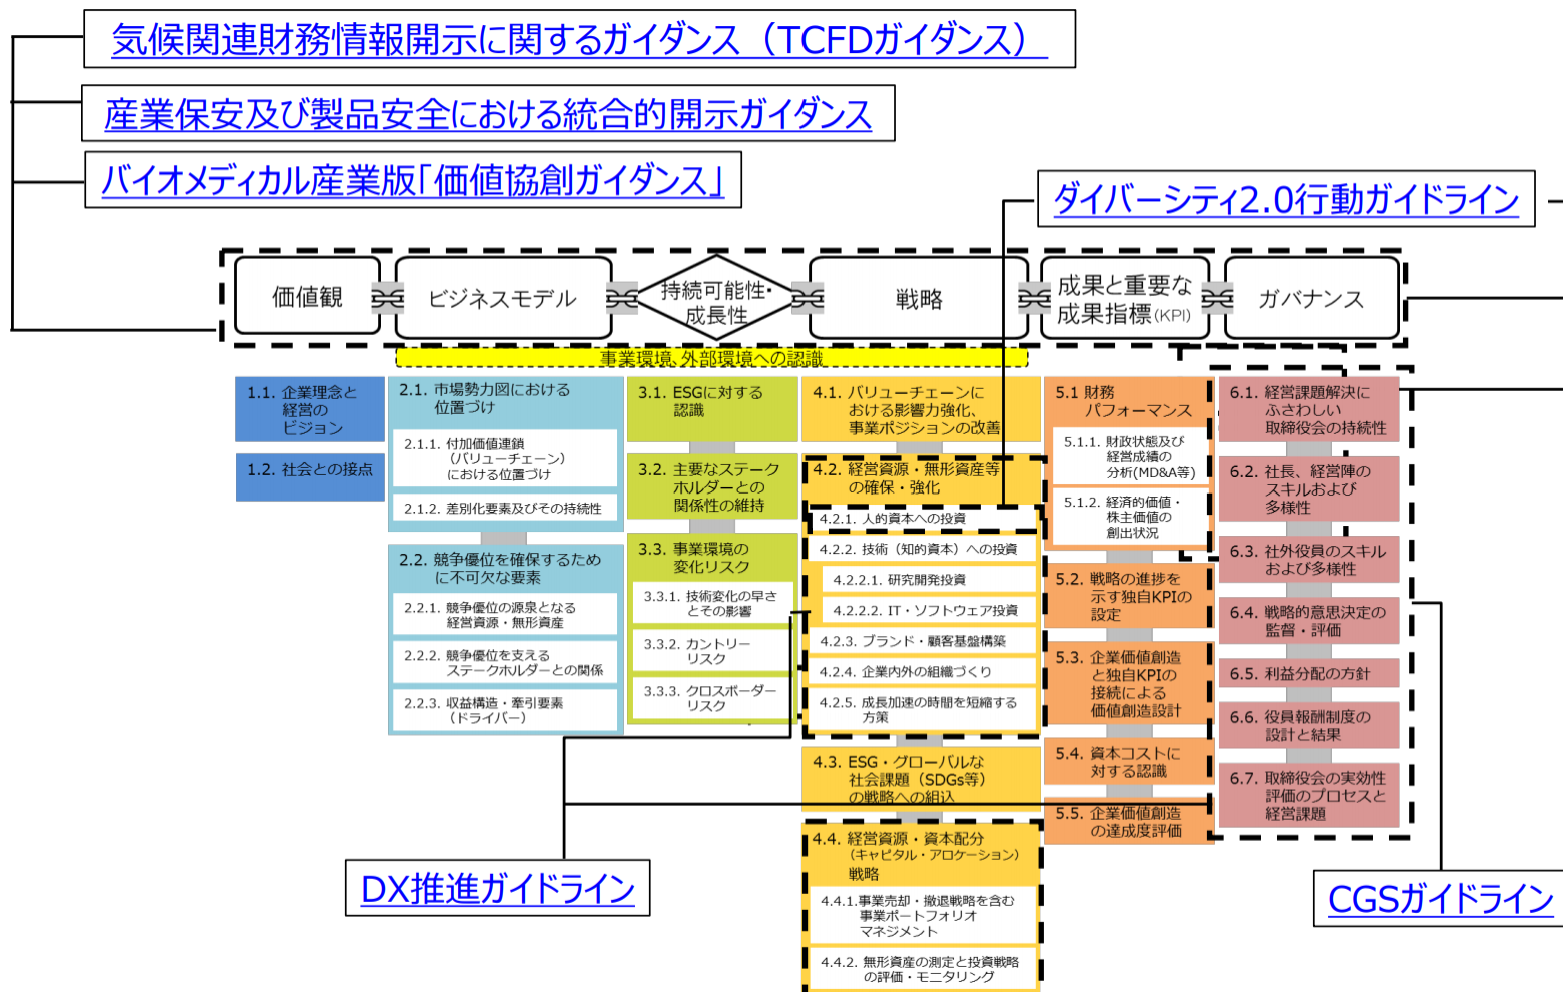 気候関連財務情報開示に関するガイダンス（TCFDガイダンス）
産業保安及び製品安全における統合的開示ガイダンス
バイオメディカル産業版「価値協創ガイダンス」
ダイバーシティ2.0行動ガイドライン
価値観
ビジネスモデル
持続可能性・
成長性
戦略
成果と重要な
成果指標(KPI)
ガバナンス
事業環境、外部環境への認識
1.1. 企業理念と
経営の
ビジョン
1.2. 社会との接点
2.1. 市場勢力図における
位置づけ
2.1.1. 付加価値連鎖
（バリューチェーン）
における位置づけ
2.1.2. 差別化要素及びその持続性
2.2. 競争優位を確保するため
に不可欠な要素
2.2.1. 競争優位の源泉となる
経営資源・無形資産
2.2.2. 競争優位を支える
ステークホルダーとの関係
2.2.3. 収益構造・牽引要素
（ドライバー）
3.1. ESGに対する
認識
3.2. 主要なステーク
ホルダーとの
関係性の維持
3.3. 事業環境の
変化リスク
3.3.1. 技術変化の早さ
とその影響
3.3.2. カントリー
リスク
3.3.3. クロスボーダー
リスク
4.1. バリューチェーンに
おける影響力強化、
事業ポジションの改善
4.2. 経営資源・無形資産等
の確保・強化
4.2.1. 人的資本への投資
4.2.2. 技術（知的資本）への投資
4.2.2.1. 研究開発投資
4.2.2.2. IT・ソフトウェア投資
4.2.3. ブランド・顧客基盤構築
4.2.4. 企業内外の組織づくり
4.2.5. 成長加速の時間を短縮する
方策
4.3. ESG・グローバルな
社会課題（SDGs等）
の戦略への組込
4.4. 経営資源・資本配分
（キャピタル・アロケーション）
戦略
4.4.1.事業売却・撤退戦略を含む
事業ポートフォリオ
マネジメント
4.4.2. 無形資産の測定と投資戦略
の評価・モニタリング
5.1 財務
パフォーマンス
5.1.1. 財政状態及び
経営成績の
分析(MD&A等)
5.1.2. 経済的価値・
株主価値の
創出状況
5.2. 戦略の進捗を
示す独自KPIの
設定
5.3. 企業価値創造
と独自KPIの
接続による
価値創造設計
5.4. 資本コストに
対する認識
5.5. 企業価値創造
の達成度評価
6.1. 経営課題解決に
ふさわしい
取締役会の持続性
6.2. 社長、経営陣の
スキルおよび
多様性
6.3. 社外役員のスキル
および多様性
6.4. 戦略的意思決定の
監督・評価
6.5. 利益分配の方針
6.6. 役員報酬制度の
設計と結果
6.7. 取締役会の実効性
評価のプロセスと
経営課題
DX推進ガイドライン
CGSガイドライン